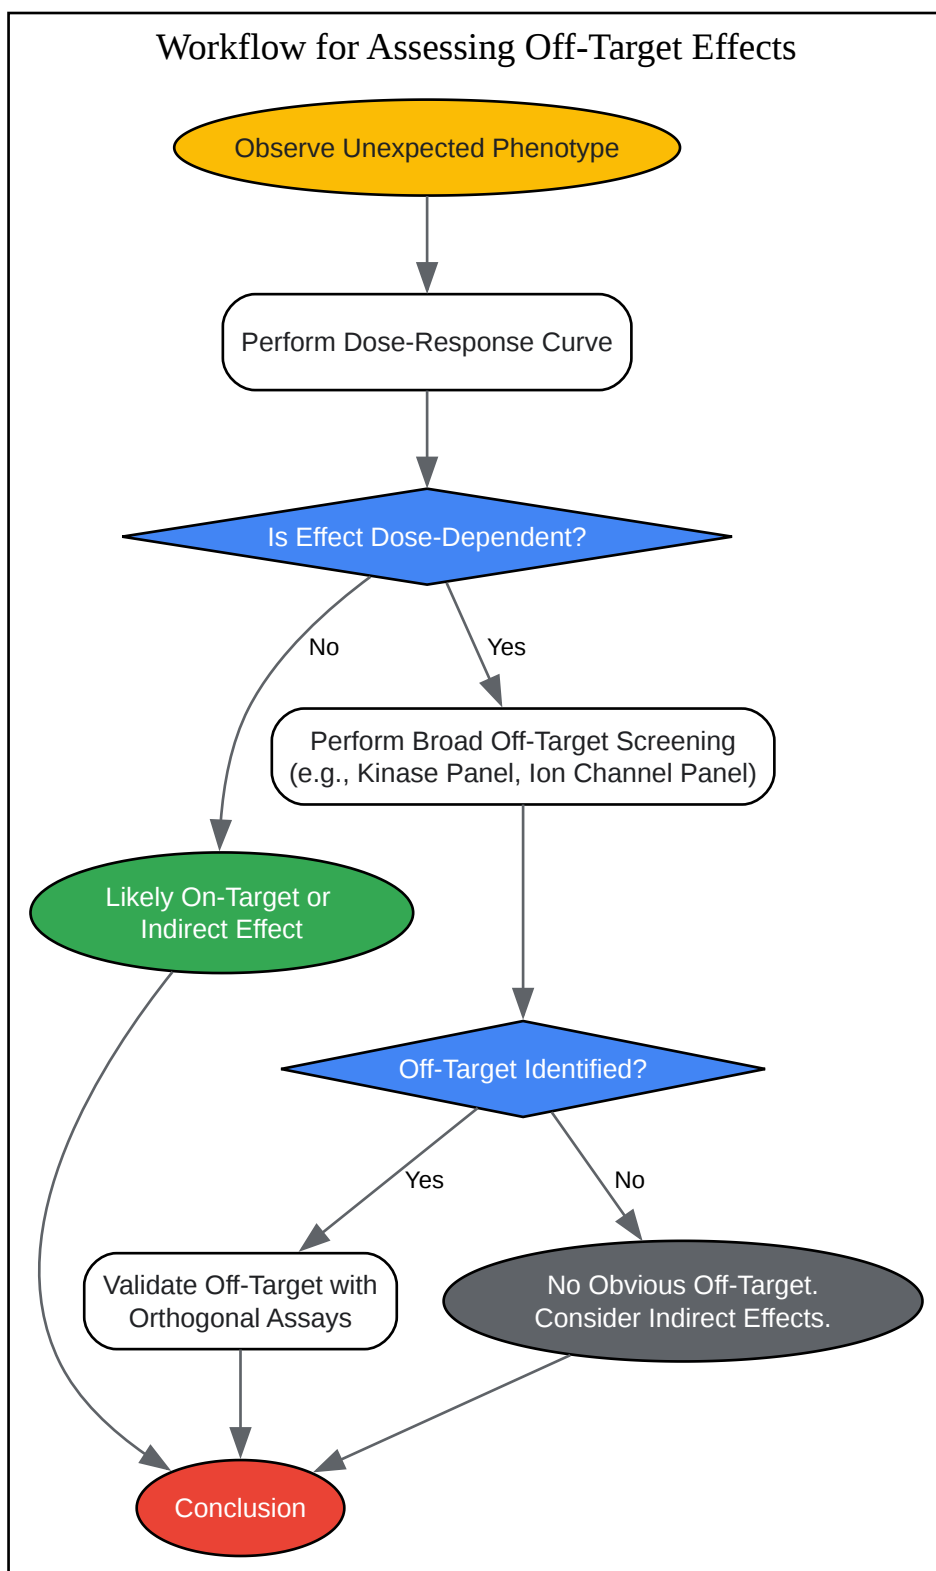 Workflow for Assessing Off-Target Effects
Observe Unexpected Phenotype
Perform Dose-Response Curve
Is Effect Dose-Dependent?
No
Yes
Perform Broad Off-Target Screening
(e.g., Kinase Panel, Ion Channel Panel)
Likely On-Target or
Indirect Effect
Off-Target Identified?
Yes
No
Validate Off-Target with
Orthogonal Assays
No Obvious Off-Target.
Consider Indirect Effects.
Conclusion